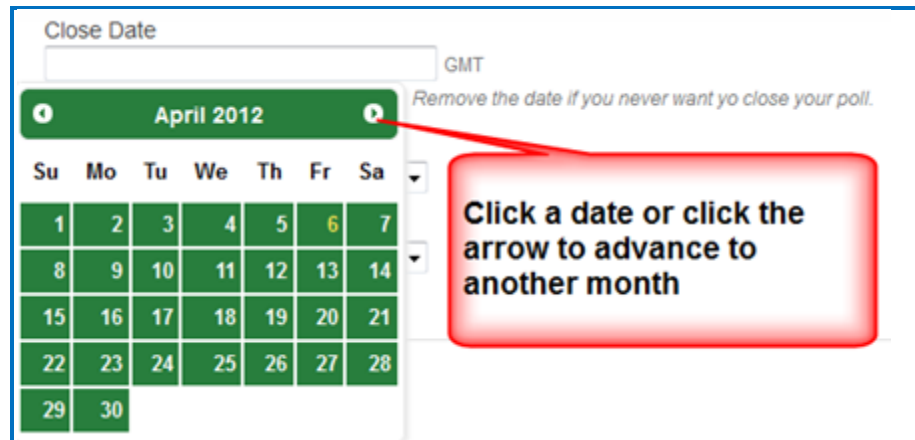 Close Date
GMT
Remove the date if you never want yo close your poll.
April 2012
Su Mo Tu We Th Fr Sa
1 2 3 4 5 6 7
8 9 10 11 12 13 14
15 16 17 18 19 20 21
22 23 24 25 26 27 28
29 30
Click a date or click the
arrow to advance to
another month